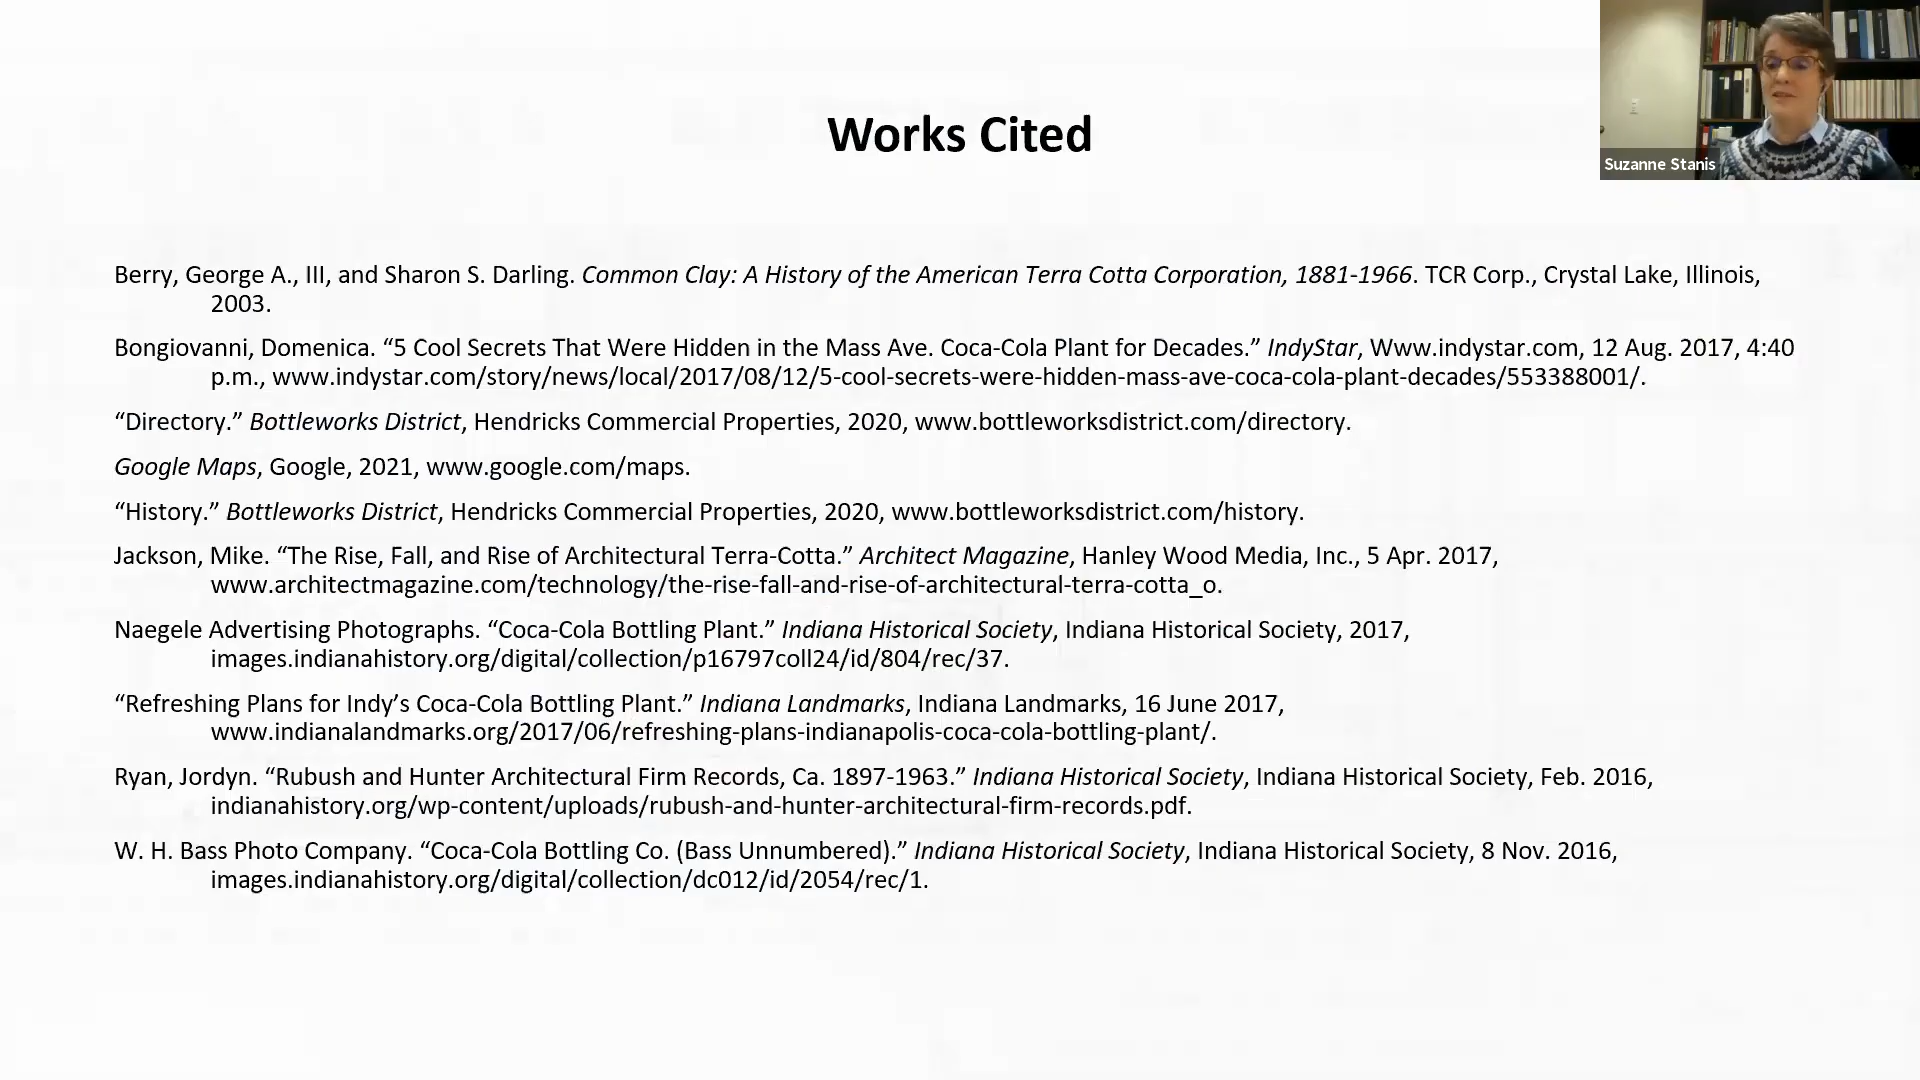 Works Cited
Suzanne Stanis
Berry, George A., III, and Sharon S. Darling. Common Clay: A History of the American Terra Cotta Corporation, 1881-1966. TCR Corp., Crystal Lake, Illinois,
2003.
Bongiovanni, Domenica. “5 Cool Secrets That Were Hidden in the Mass Ave. Coca-Cola Plant for Decades.” IndyStar, Www.indystar.com, 12 Aug. 2017, 4:40
p.m., www.indystar.com/story/news/local/2017/08/12/5-cool-secrets-were-hidden-mass-ave-coca-cola-plant-decades/553388001/.
“Directory.” Bottleworks District, Hendricks Commercial Properties, 2020, www.bottleworksdistrict.com/directory.
Google Maps, Google, 2021, www.google.com/maps.
“History.” Bottleworks District, Hendricks Commercial Properties, 2020, www.bottleworksdistrict.com/history.
Jackson, Mike. “The Rise, Fall, and Rise of Architectural Terra-Cotta.” Architect Magazine, Hanley Wood Media, Inc., 5 Apr. 2017,
www.architectmagazine.com/technology/the-rise-fall-and-rise-of-architectural-terra-cotta_o.
Naegele Advertising Photographs. “Coca-Cola Bottling Plant.” Indiana Historical Society, Indiana Historical Society, 2017,
images.indianahistory.org/digital/collection/p16797coll24/id/804/rec/37.
“Refreshing Plans for Indy’s Coca-Cola Bottling Plant.” Indiana Landmarks, Indiana Landmarks, 16 June 2017,
www.indianalandmarks.org/2017/06/refreshing-plans-indianapolis-coca-cola-bottling-plant/.
Ryan, Jordyn. “Rubush and Hunter Architectural Firm Records, Ca. 1897-1963.” Indiana Historical Society, Indiana Historical Society, Feb. 2016,
indianahistory.org/wp-content/uploads/rubush-and-hunter-architectural-firm-records.pdf.
W. H. Bass Photo Company. “Coca-Cola Bottling Co. (Bass Unnumbered).” Indiana Historical Society, Indiana Historical Society, 8 Nov. 2016,
images.indianahistory.org/digital/collection/dc012/id/2054/rec/1.